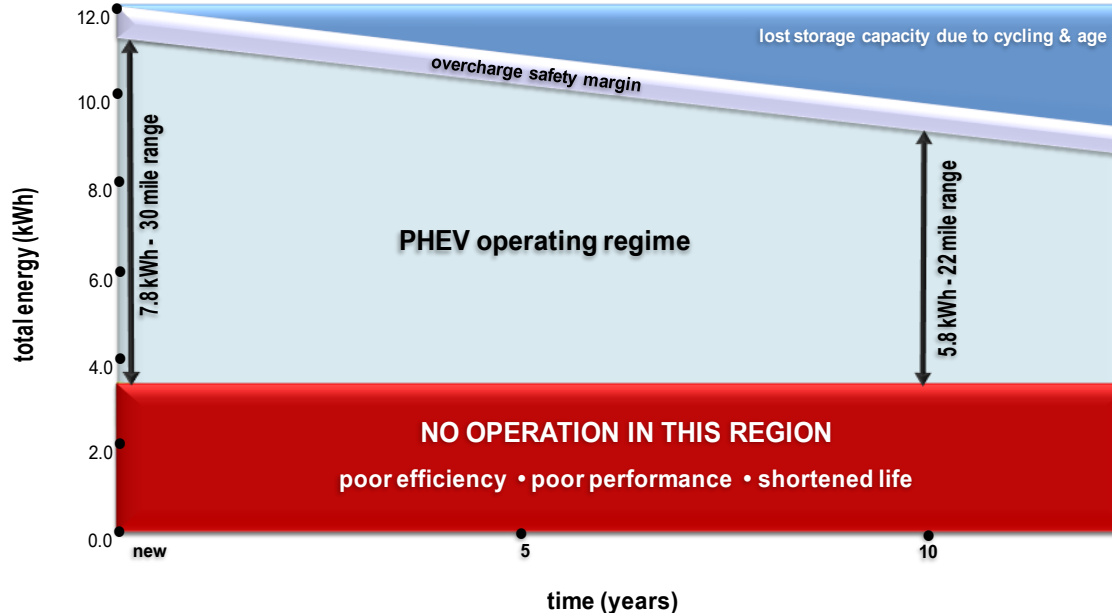 12.0
lost storage capacity due to cycling & age
overcharge safety margin
10.0
8.0
total energy (kWh)
7.8 kWh - 30 mile range
PHEV operating regime
5.8 kWh - 22 mile range
6.0
4.0
NO OPERATION IN THIS REGION
2.0
poor efficiency • poor performance • shortened life
0.0
new
5
10
time (years)